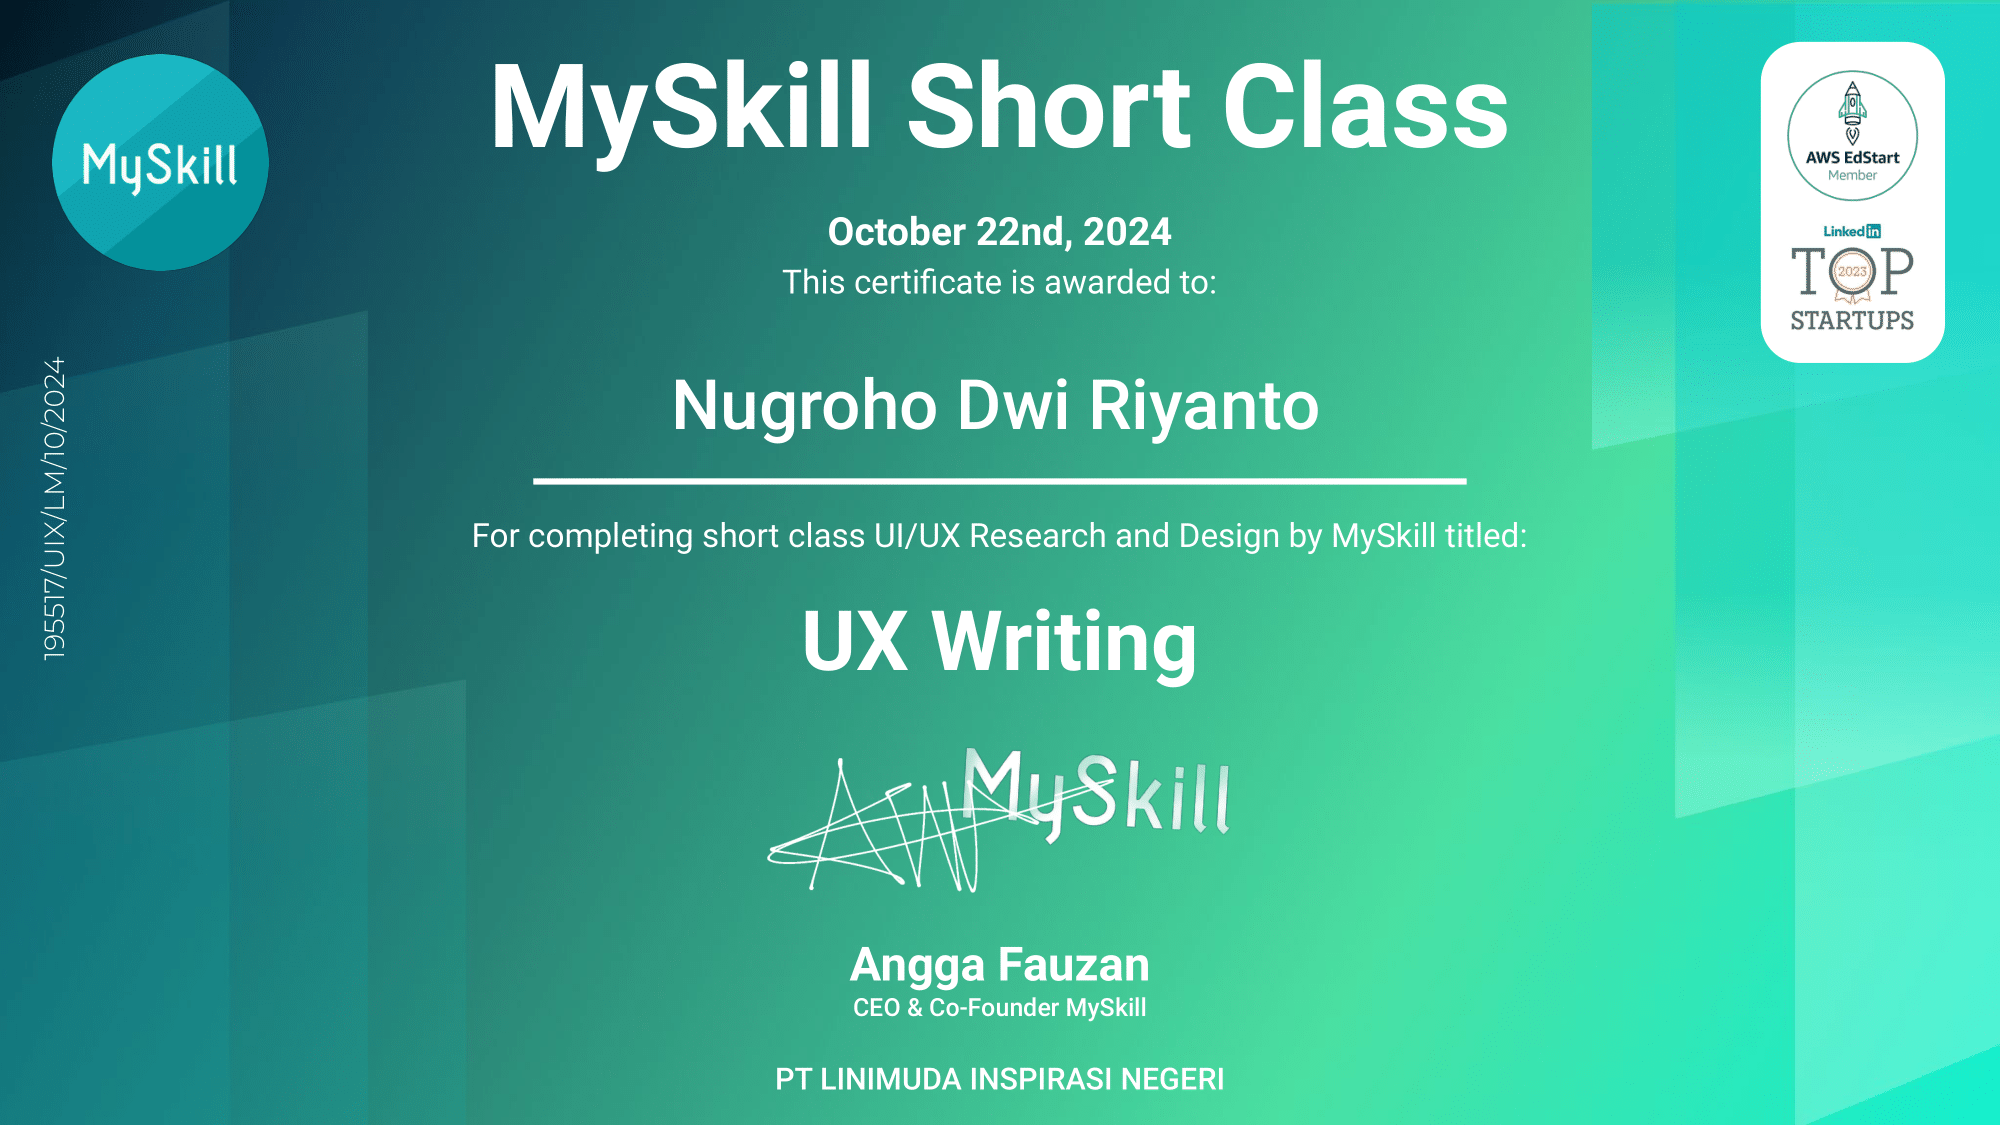 MySkill
MySkill Short Class
AWS EdStart
Member
LinkedIn
2023
TOP
STARTUPS
October 22nd, 2024
This certificate is awarded to:
Nugroho Dwi Riyanto
195517/UIX/LM/10/2024
For completing short class UI/UX Research and Design by MySkill titled:
UX Writing
MySkill
Angga Fauzan
CEO & Co-Founder MySkill
PT LINIMUDA INSPIRASI NEGERI